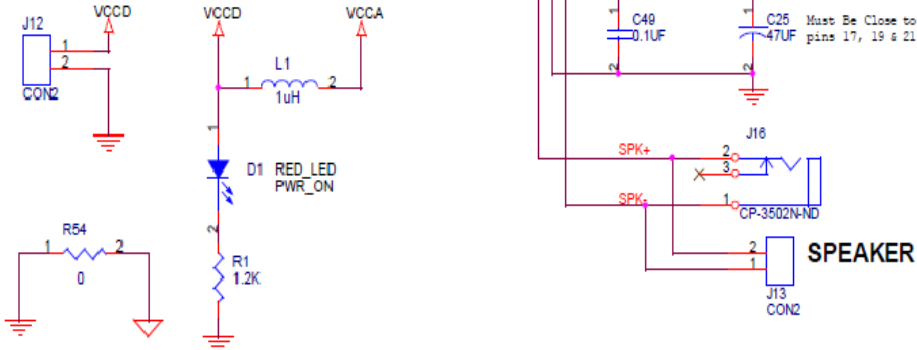 J12
VCCD
1
2
CON2
VCCD
VCCA
L1
1
2
1uH
1
D1 RED_LED
PWR_ON
2
R1
1.2K
R54
1
2
0
C49
0.1UF
2
C25
47UF
2
Must Be Close to
pins 17, 19 & 21
J16
SPK+
2
3
SPK-
1
CP-3502N-ND
2
1
SPEAKER
J13
CON2